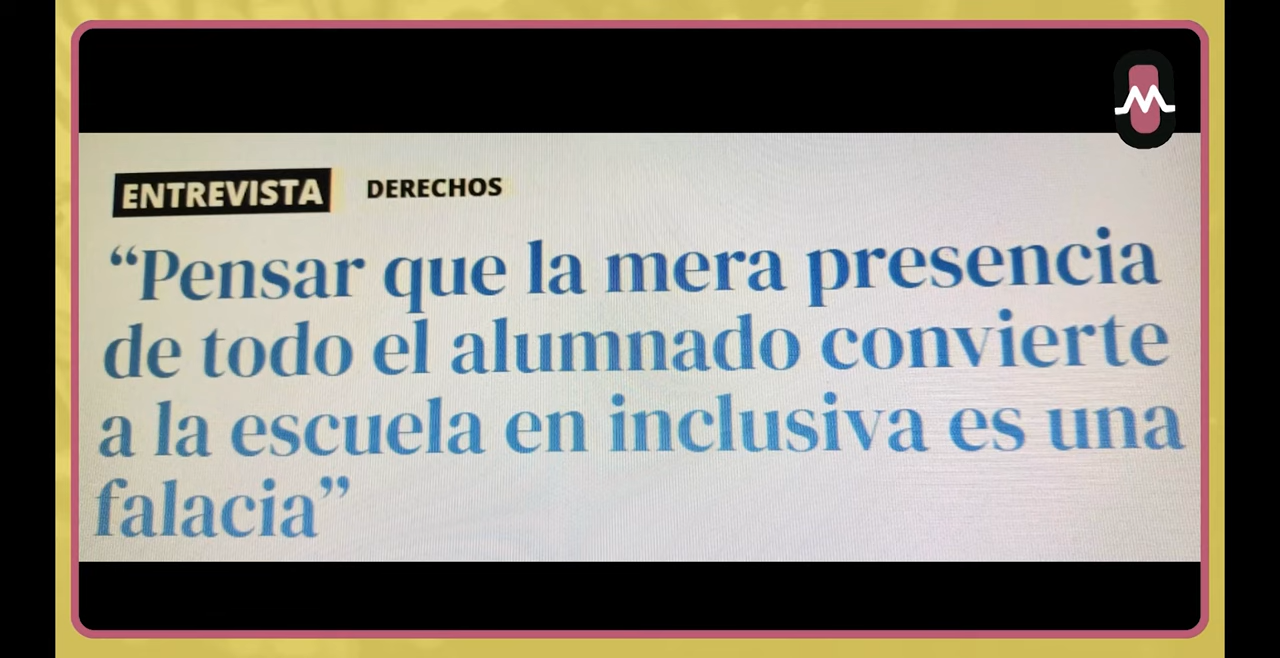 ENTREVISTA DERECHOS
“Pensar que la mera presencia
de todo el alumnado convierte
a la escuela en inclusiva es una
falacia”